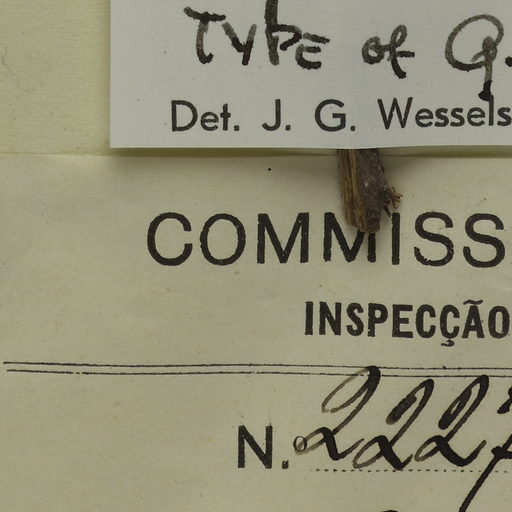 Type of G.
Det. J. G. Wessels
COMMISS
INSPECÇÃO
N. 222